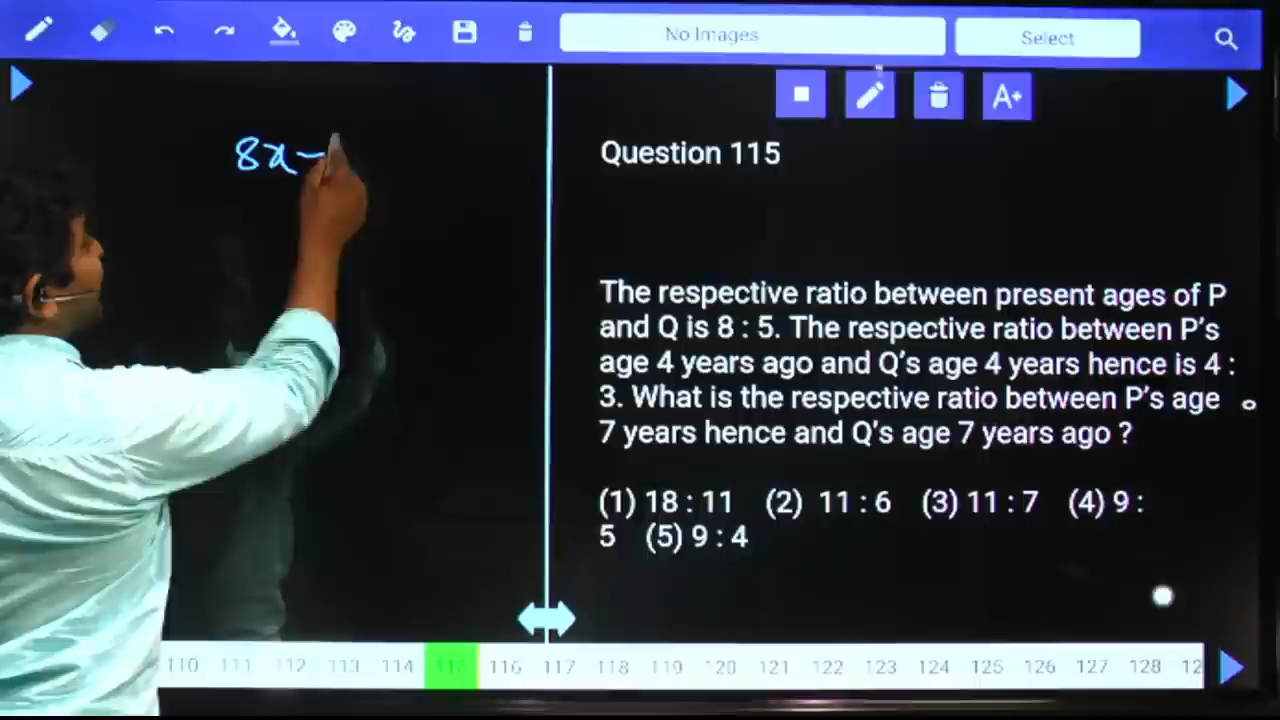 No Images
Select
A+
8x-
Question 115
The respective ratio between present ages of P
and Q is 8 : 5. The respective ratio between P's
age 4 years ago and Q's age 4 years hence is 4 :
3. What is the respective ratio between P's age
7 years hence and Q's age 7 years ago ?
(1) 18 : 11 (2) 11 : 6 (3) 11 : 7 (4) 9 :
5 (5) 9 : 4
110 111 112 113 114 115 116 117 118 119 120 121 122 123 124 125 126 127 128 12